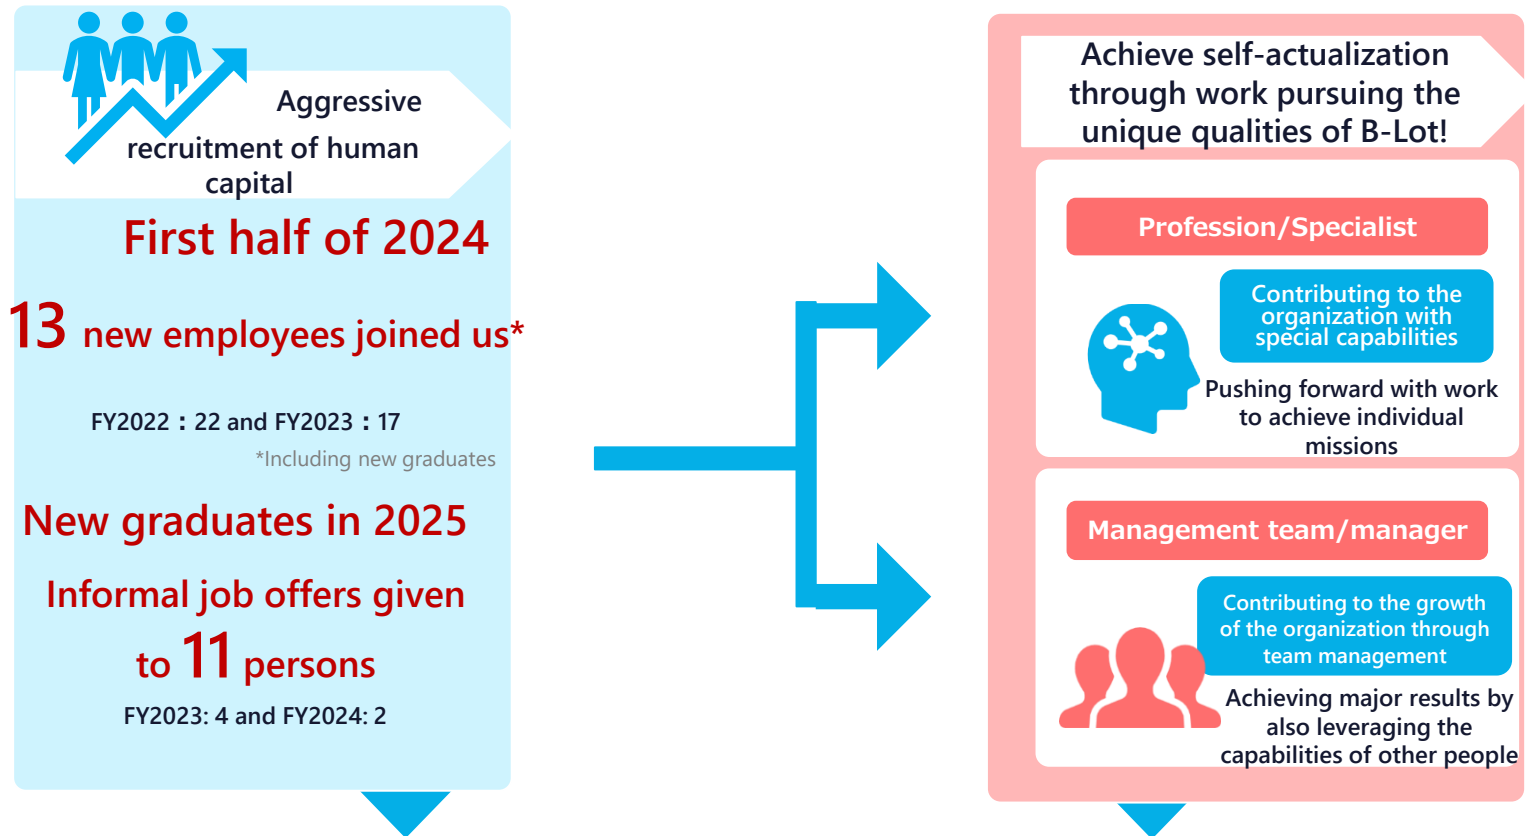 Aggressive
recruitment of human
capital
First half of 2024
13 new employees joined us*
FY2022：22 and FY2023：17
*Including new graduates
New graduates in 2025
Informal job offers given
to 11 persons
FY2023: 4 and FY2024: 2
Achieve self-actualization
through work pursuing the
unique qualities of B-Lot!
Profession/Specialist
Contributing to the
organization with
special capabilities
Pushing forward with work
to achieve individual
missions
Management team/manager
Contributing to the growth
of the organization through
team management
Achieving major results by
also leveraging the
capabilities of other people